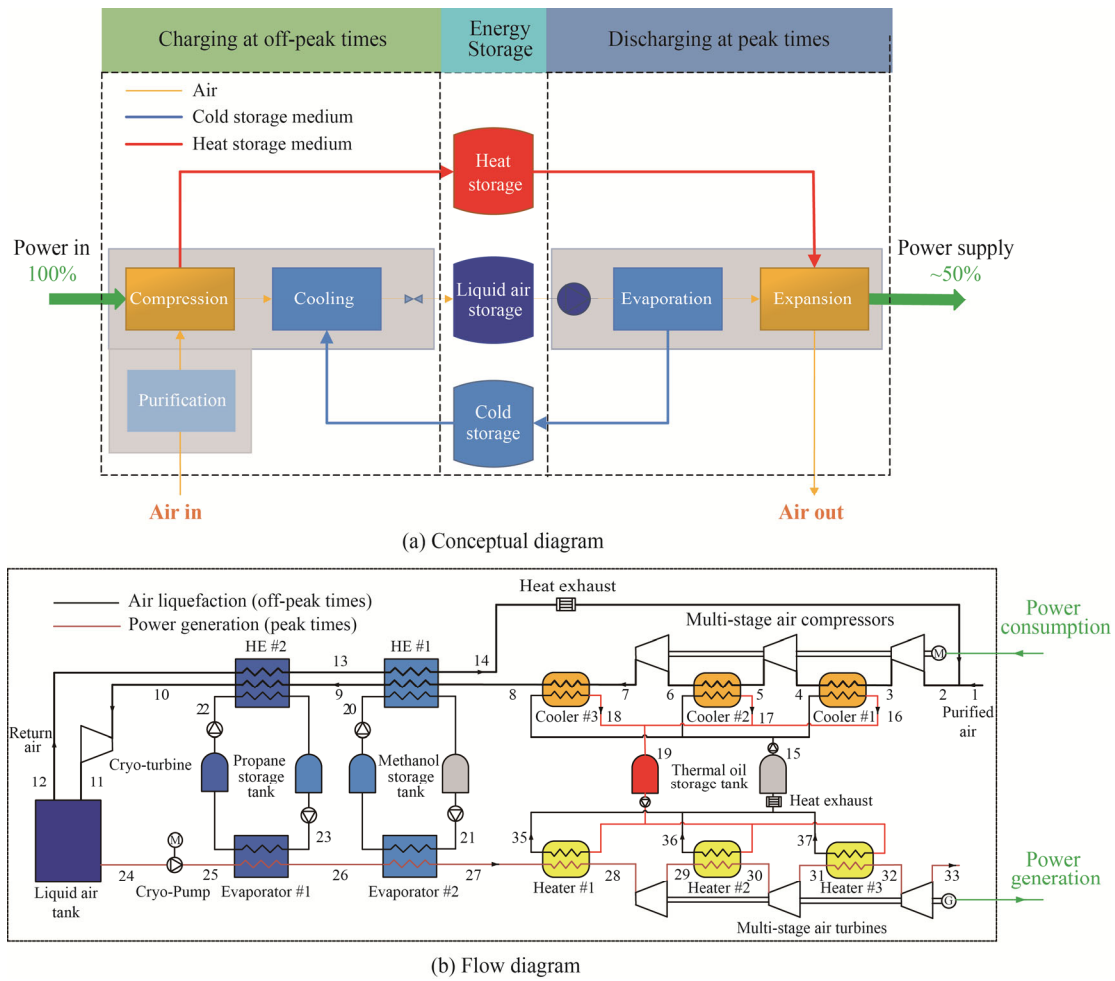 Charging at off-peak times
Energy
Storage
Discharging at peak times
Air
Cold storage medium
Heat storage medium
Heat
storage
Power in
100%
Compression
Cooling
Liquid air
storage
Evaporation
Expansion
Power supply
~50%
Purification
Cold
storage
Air in
Air out
(a) Conceptual diagram
Air liquefaction (off-peak times)
Power generation (peak times)
Heat exhaust
Multi-stage air compressors
Power
consumption
HE #2
13
HE #1
14
M
10
9
8
7
6
5
4
3
2
1
Cooler #3
18
Cooler #2
17
Cooler #1
16
Purified
air
22
20
Return
air
Cryo-turbine
12
11
Propane
storage
tank
Methanol
storage
tank
19
Thermal oil
storage tank
15
Heat exhaust
23
21
35
36
37
M
24
25
26
27
28
29
30
31
32
33
Liquid air
tank
Cryo-Pump
Evaporator #1
Evaporator #2
Heater #1
Heater #2
Heater #3
G
Power
generation
Multi-stage air turbines
(b) Flow diagram